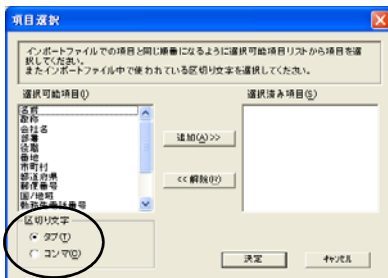 項目選択
インポートファイルでの項目と同じ順番になるように選択可能項目リストから項目を選
択してください。
またインポートファイル中で使われている区切り文字を選択してください。
選択可能項目(I)
選択済み項目(S)
名前
敬称
会社名
部署
役職
番地
市町村
都道府県
郵便番号
国/地域
勤務先電話番号
追加(A)>>
<<解除(R)
区切り文字
タブ(T)
コンマ(C)
決定
キャンセル